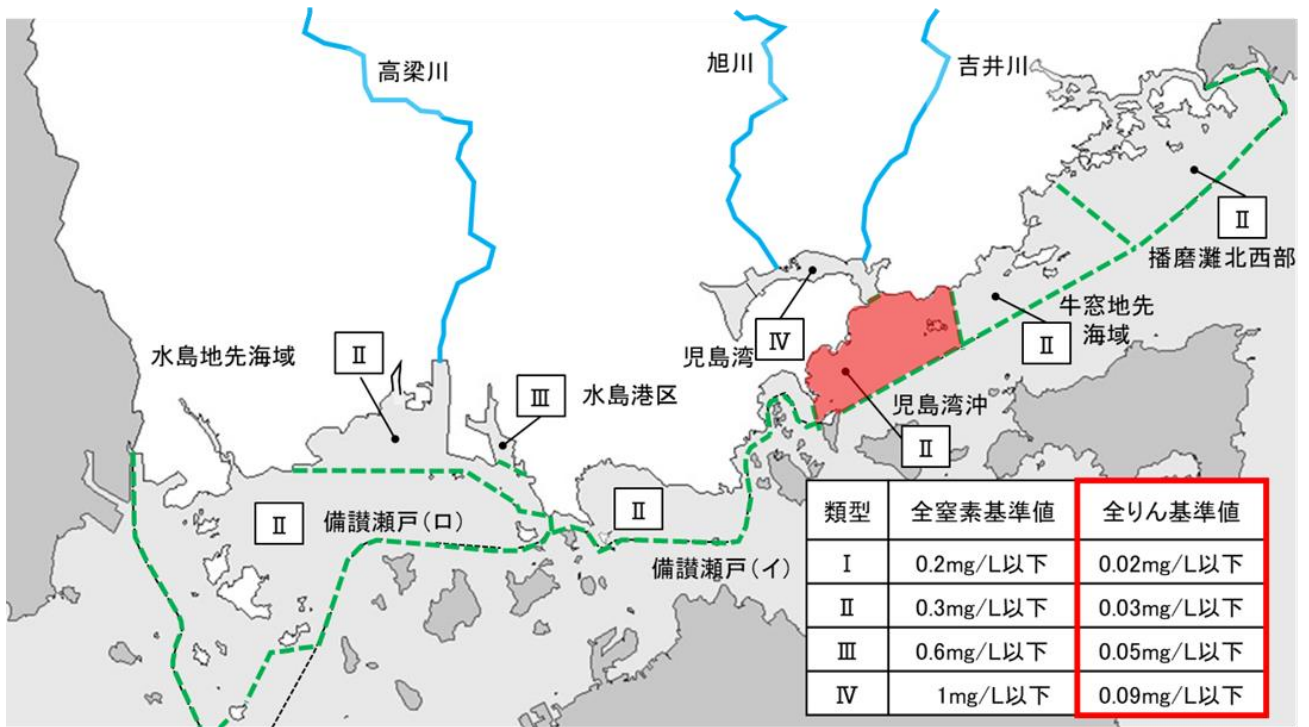 高梁川
旭川
吉井川
Ⅱ
播磨灘北西部
牛窓地先
海域
Ⅱ
Ⅳ
児島湾
水島地先海域
Ⅱ
Ⅲ
水島港区
児島湾沖
Ⅱ
Ⅱ
備讃瀬戸(ロ)
Ⅱ
備讃瀬戸(イ)
類型 全窒素基準値 全りん基準値
Ⅰ 0.2mg/L以下 0.02mg/L以下
Ⅱ 0.3mg/L以下 0.03mg/L以下
Ⅲ 0.6mg/L以下 0.05mg/L以下
Ⅳ 1mg/L以下 0.09mg/L以下